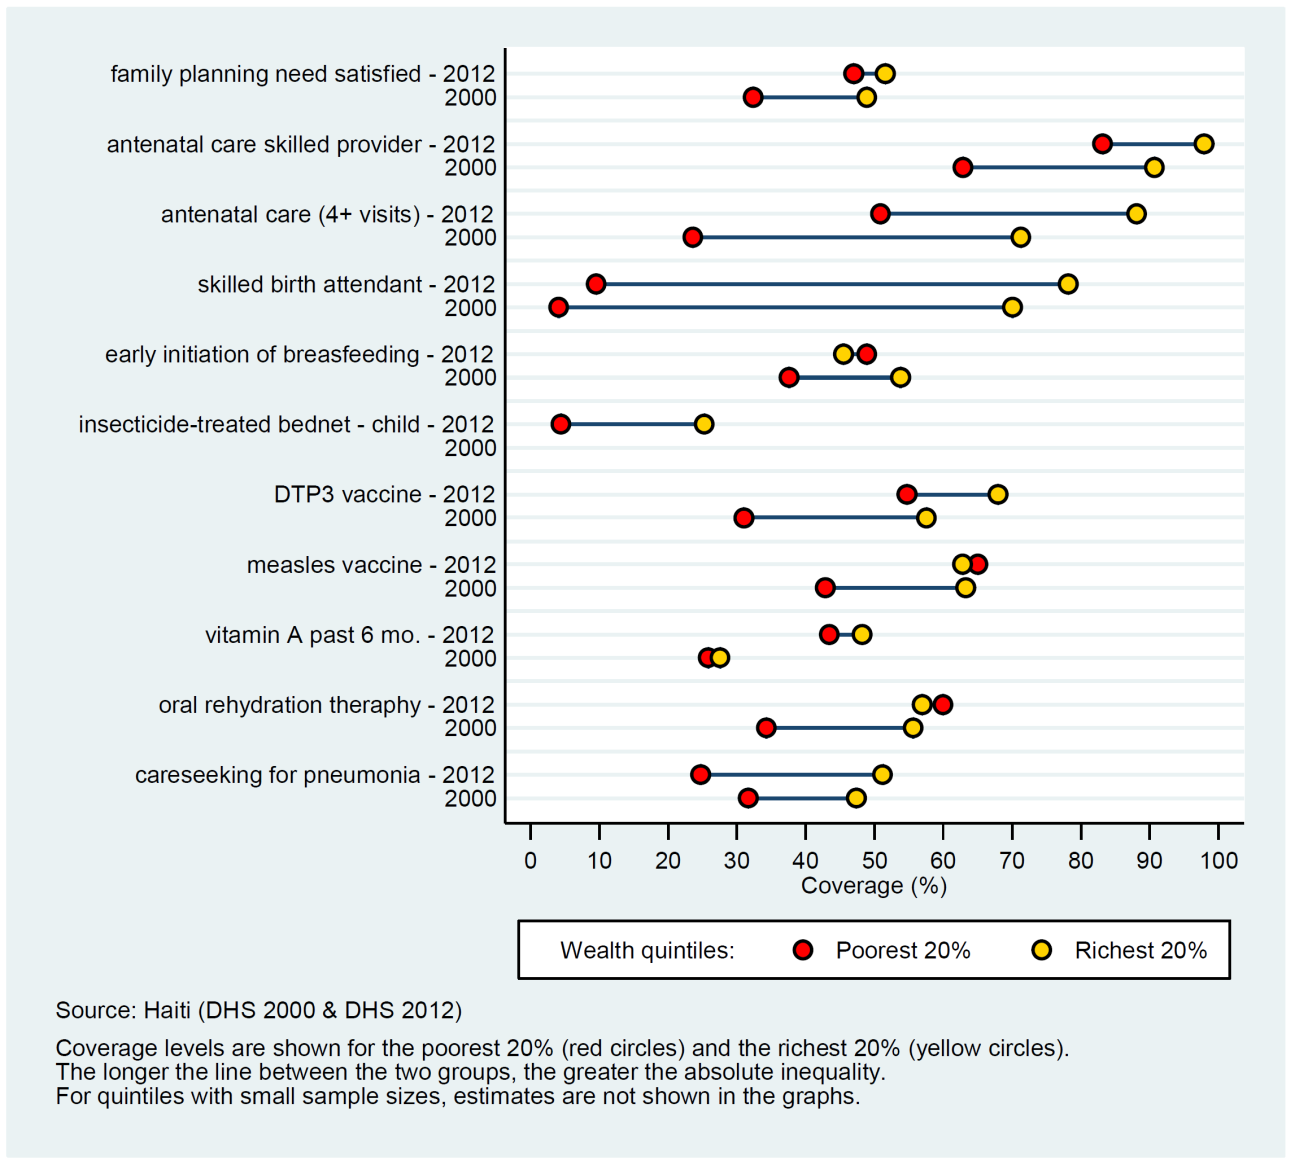 family planning need satisfied - 2012
2000
antenatal care skilled provider - 2012
2000
antenatal care (4+ visits) - 2012
2000
skilled birth attendant - 2012
2000
early initiation of breasfeeding - 2012
2000
insecticide-treated bednet - child - 2012
2000
DTP3 vaccine - 2012
2000
measles vaccine - 2012
2000
vitamin A past 6 mo. - 2012
2000
oral rehydration theraphy - 2012
2000
careseeking for pneumonia - 2012
2000
0 10 20 30 40 50 60 70 80 90 100
Coverage (%)
Wealth quintiles: Poorest 20% Richest 20%
Source: Haiti (DHS 2000 & DHS 2012)
Coverage levels are shown for the poorest 20% (red circles) and the richest 20% (yellow circles).
The longer the line between the two groups, the greater the absolute inequality.
For quintiles with small sample sizes, estimates are not shown in the graphs.